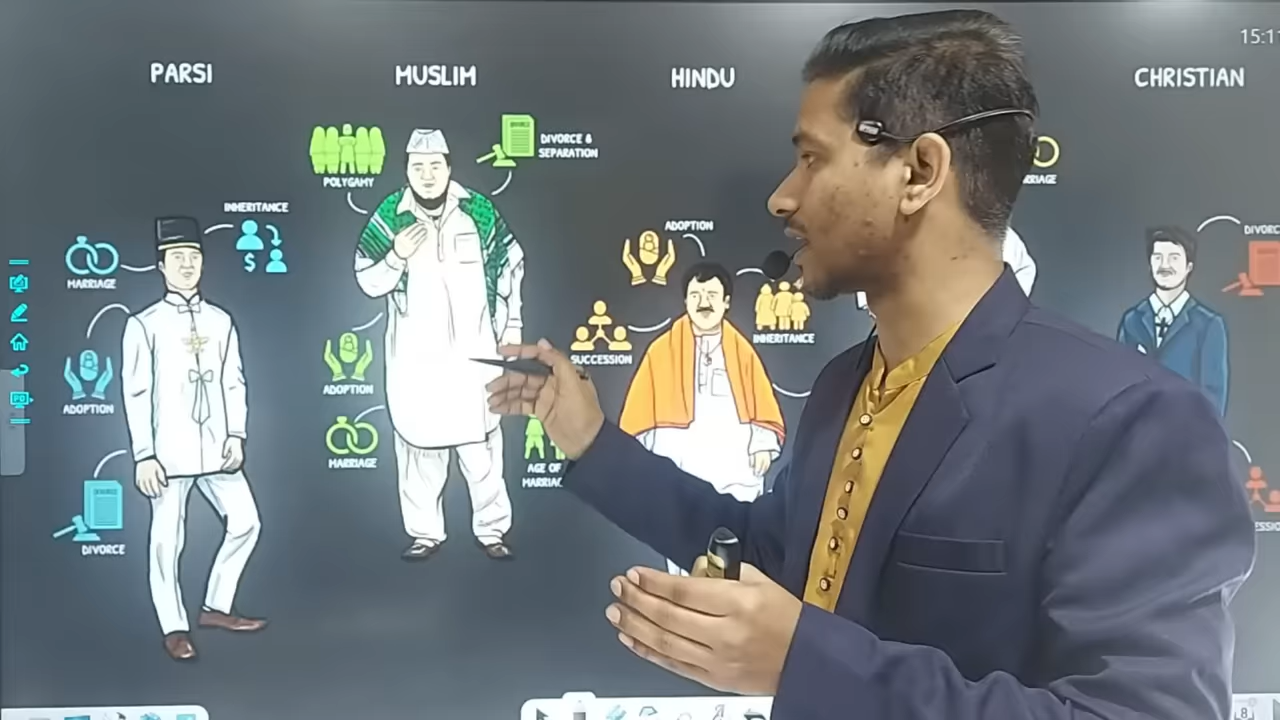 15:1
PARSI
MUSLIM
HINDU
CHRISTIAN
DIVORCE &
SEPARATION
POLYGAMY
INHERITANCE
MARRIAGE
$
ADOPTION
SUCCESSION
INHERITANCE
ADOPTION
ADOPTION
MARRIAGE
AGE OF
DIVORCE